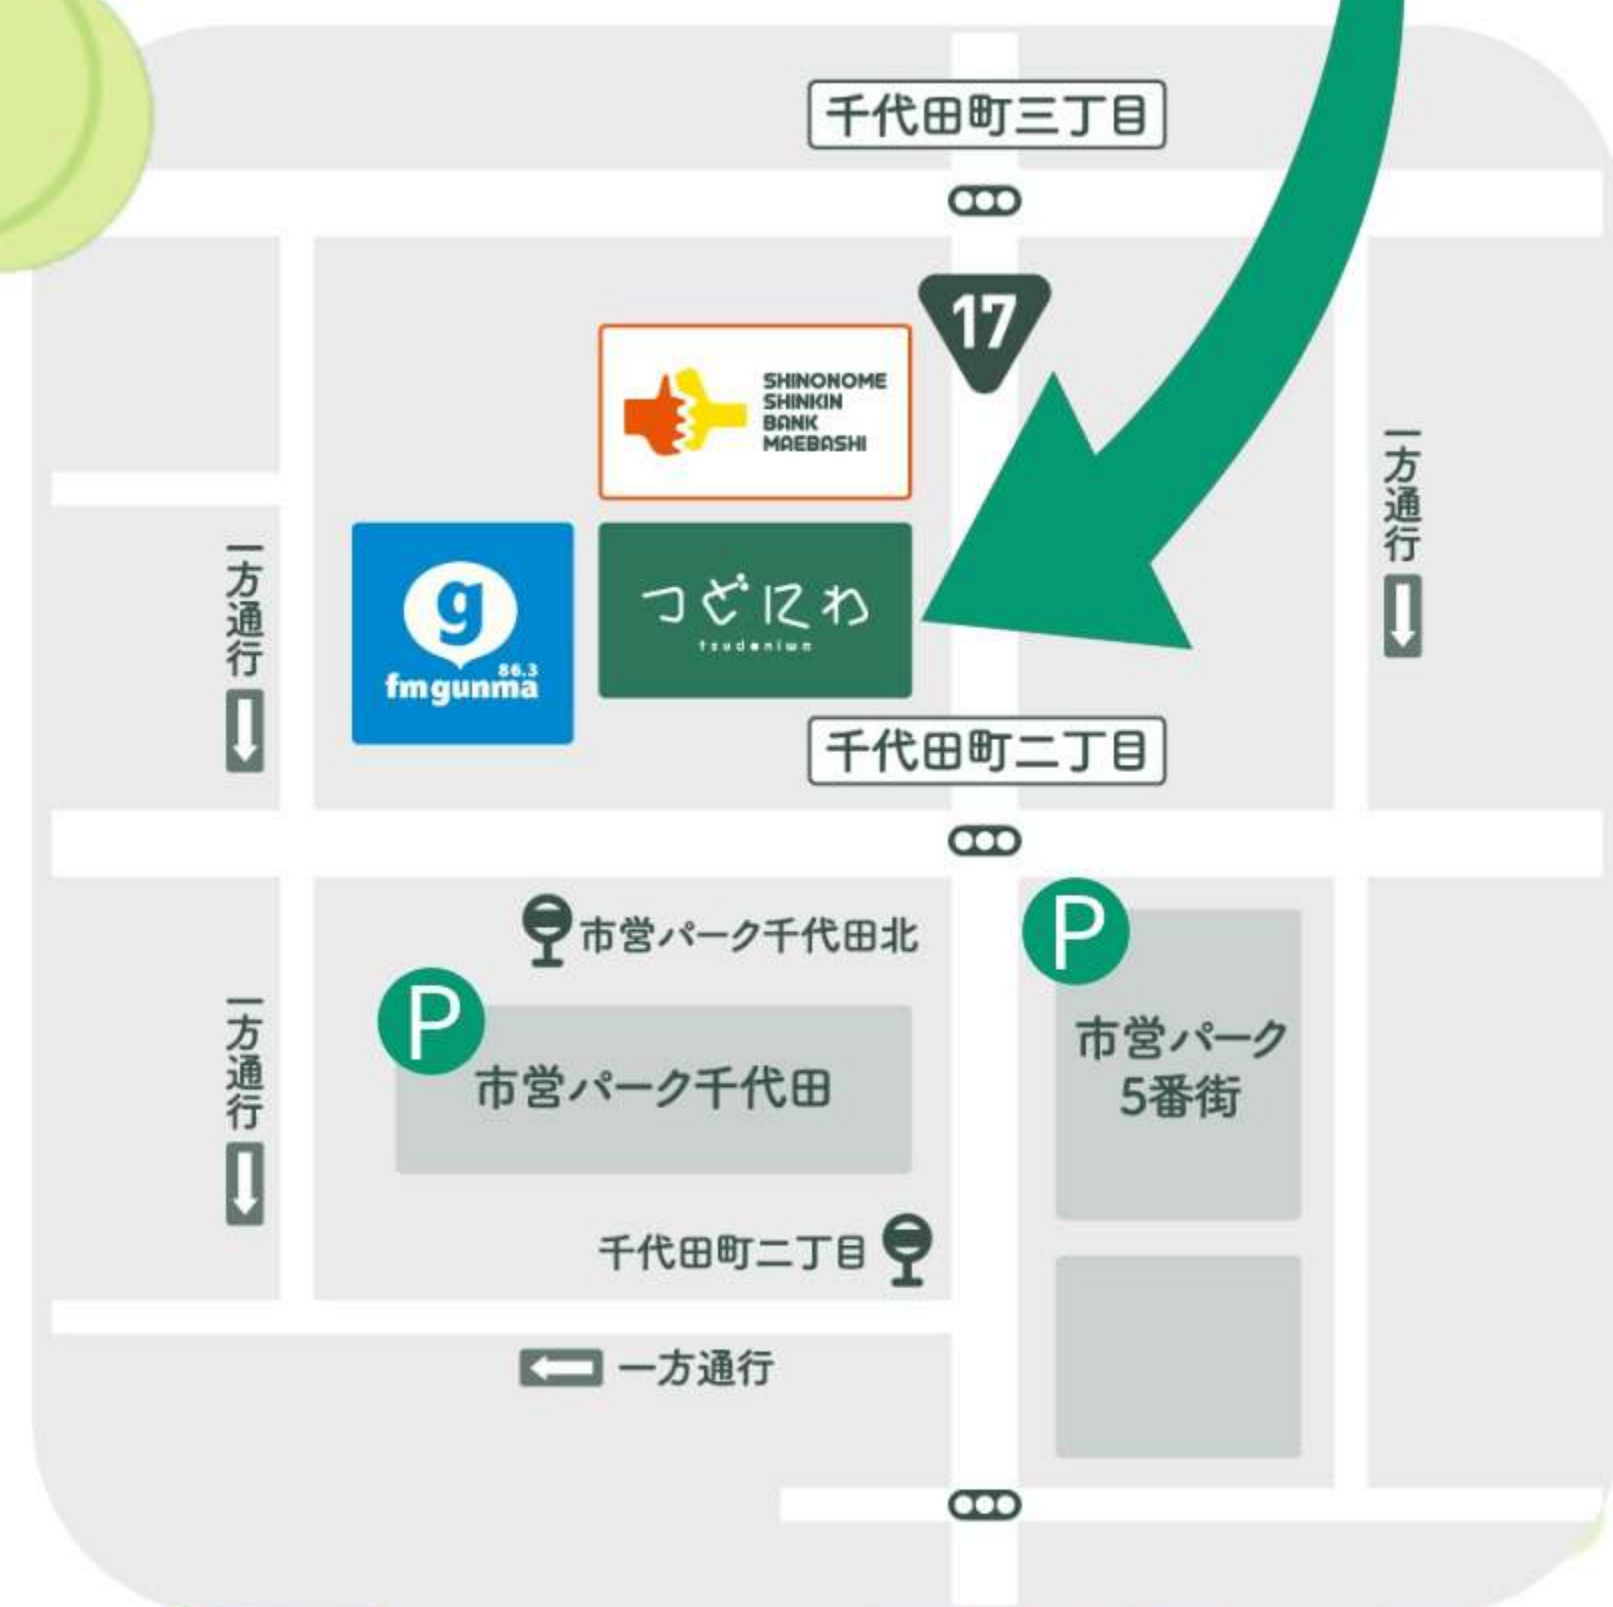 千代田町三丁目
17
SHINONOME
SHINKIN
BANK
MAEBASHI
一方通行
一方通行
g
86.3
fmgunma
つどにわ
tsudoniwa
千代田町二丁目
P
市営パーク千代田北
P
市営パーク
5番街
市営パーク千代田
一方通行
千代田町二丁目
一方通行